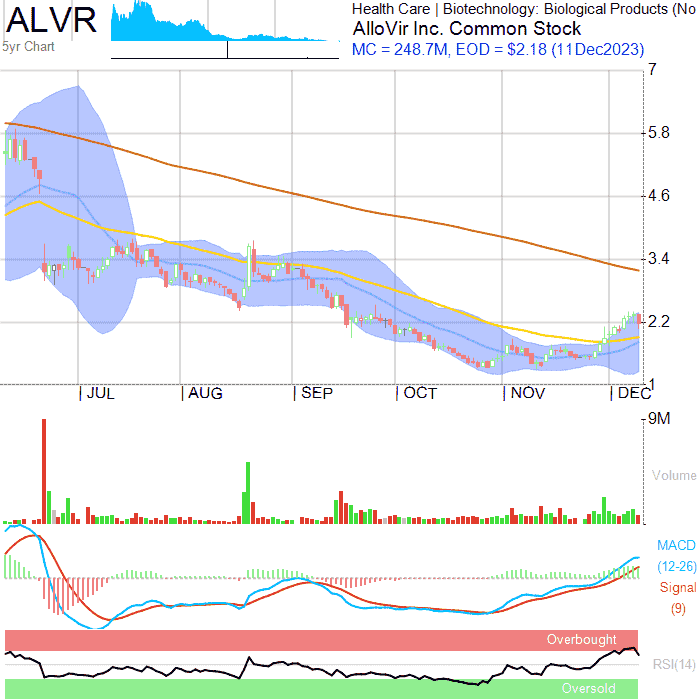 ALVR
Health Care | Biotechnology: Biological Products (No
AlloVir Inc. Common Stock
5yr Chart
MC = 248.7M, EOD = $2.18 (11Dec2023)
7
5.8
4.6
3.4
2.2
1
JUL AUG SEP OCT NOV DEC
9M
Volume
MACD
(12-26)
Signal
(9)
Overbought
RSI(14)
Oversold